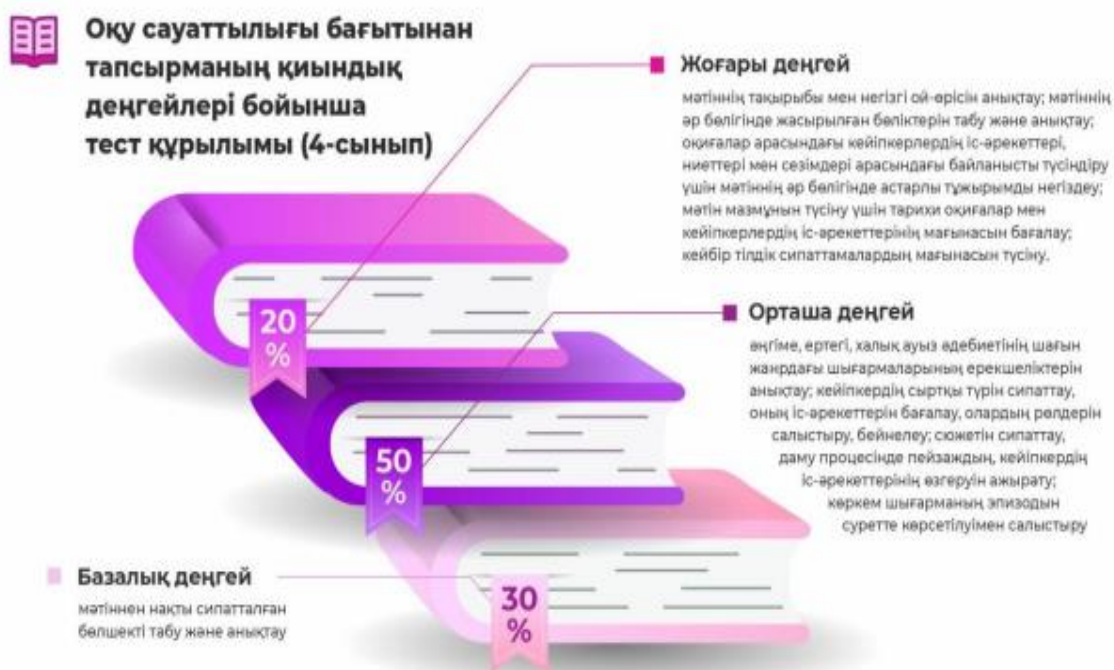 Оқу сауаттылығы бағытынан
тапсырманың қиындық
деңгейлері бойынша
тест құрылымы (4-сынып)
Жоғары деңгей
мәтіннің тақырыбы мен негізгі ой-өрісін анықтау; мәтіннің
әр бөлігінде жасырылған бөліктерін табу және анықтау;
оқиғалар арасындағы кейіпкерлердің іс-әрекеттері,
ниеттері мен сезімдері арасындағы байланысты түсіндіру
үшін мәтіннің әр бөлігінде астарлы тұжырымды негіздеу;
мәтін мазмұнын түсіну үшін тарихи оқиғалар мен
кейіпкерлердің іс-әрекеттерінің мағынасын бағалау;
кейбір тілдік сипаттамалардың мағынасын түсіну.
20
%
Орташа деңгей
әңгіме, ертегі, халық ауыз әдебиетінің шағын
жанрдағы шығармаларының ерекшеліктерін
анықтау; кейіпкердің сыртқы түрін сипаттау,
оның іс-әрекеттерін бағалау, олардың рөлдерін
салыстыру, бейнелеу; сюжетін сипаттау,
даму процесінде пейзаждың, кейіпкердің
іс-әрекеттерінің өзгеруін ажырату;
көркем шығарманың эпизодын
суретте көрсетілуімен салыстыру
50
%
Базалық деңгей
мәтіннен нақты сипатталған
бөлшекті табу және анықтау
30
%